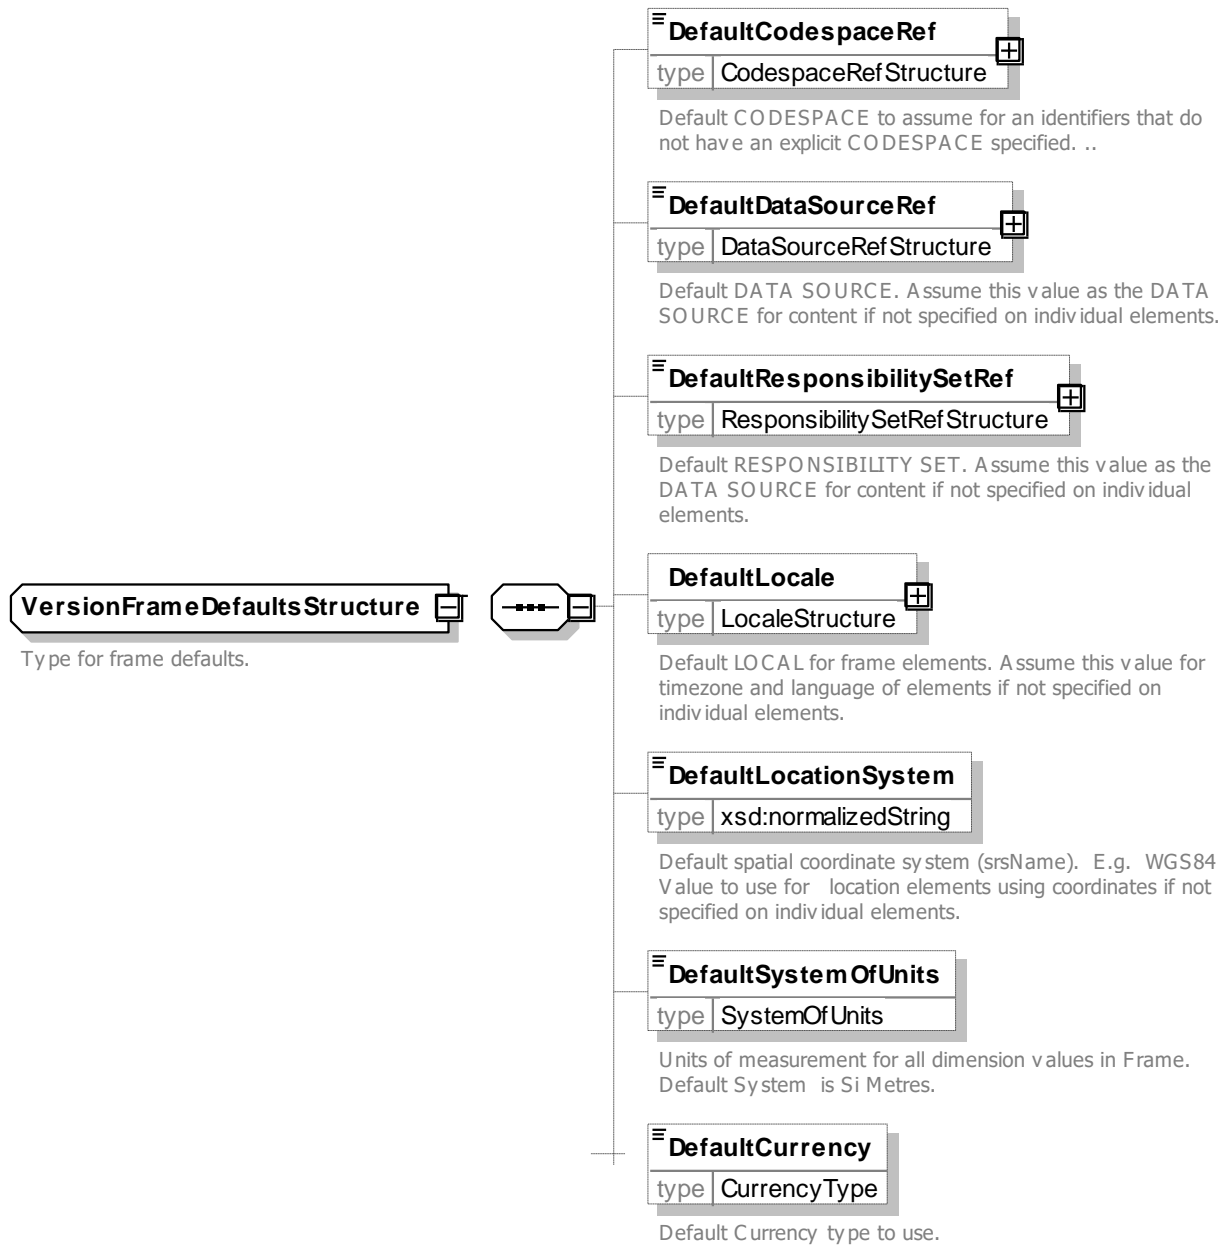 DefaultCodespaceRef
type CodespaceRefStructure
Default CODESPACE to assume for an identifiers that do
not have an explicit CODESPACE specified. ..
DefaultDataSourceRef
type DataSourceRefStructure
Default DATA SOURCE. Assume this value as the DATA
SOURCE for content if not specified on individual elements.
DefaultResponsibilitySetRef
type ResponsibilitySetRefStructure
Default RESPONSIBILITY SET. Assume this value as the
DATA SOURCE for content if not specified on individual
elements.
VersionFrameDefaultsStructure
Type for frame defaults.
DefaultLocale
type LocaleStructure
Default LOCAL for frame elements. Assume this value for
timezone and language of elements if not specified on
individual elements.
DefaultLocationSystem
type xsd:normalizedString
Default spatial coordinate system (srsName). E.g. WGS84
Value to use for location elements using coordinates if not
specified on individual elements.
DefaultSystemOfUnits
type SystemOfUnits
Units of measurement for all dimension values in Frame.
Default System is Si Metres.
DefaultCurrency
type CurrencyType
Default Currency type to use.